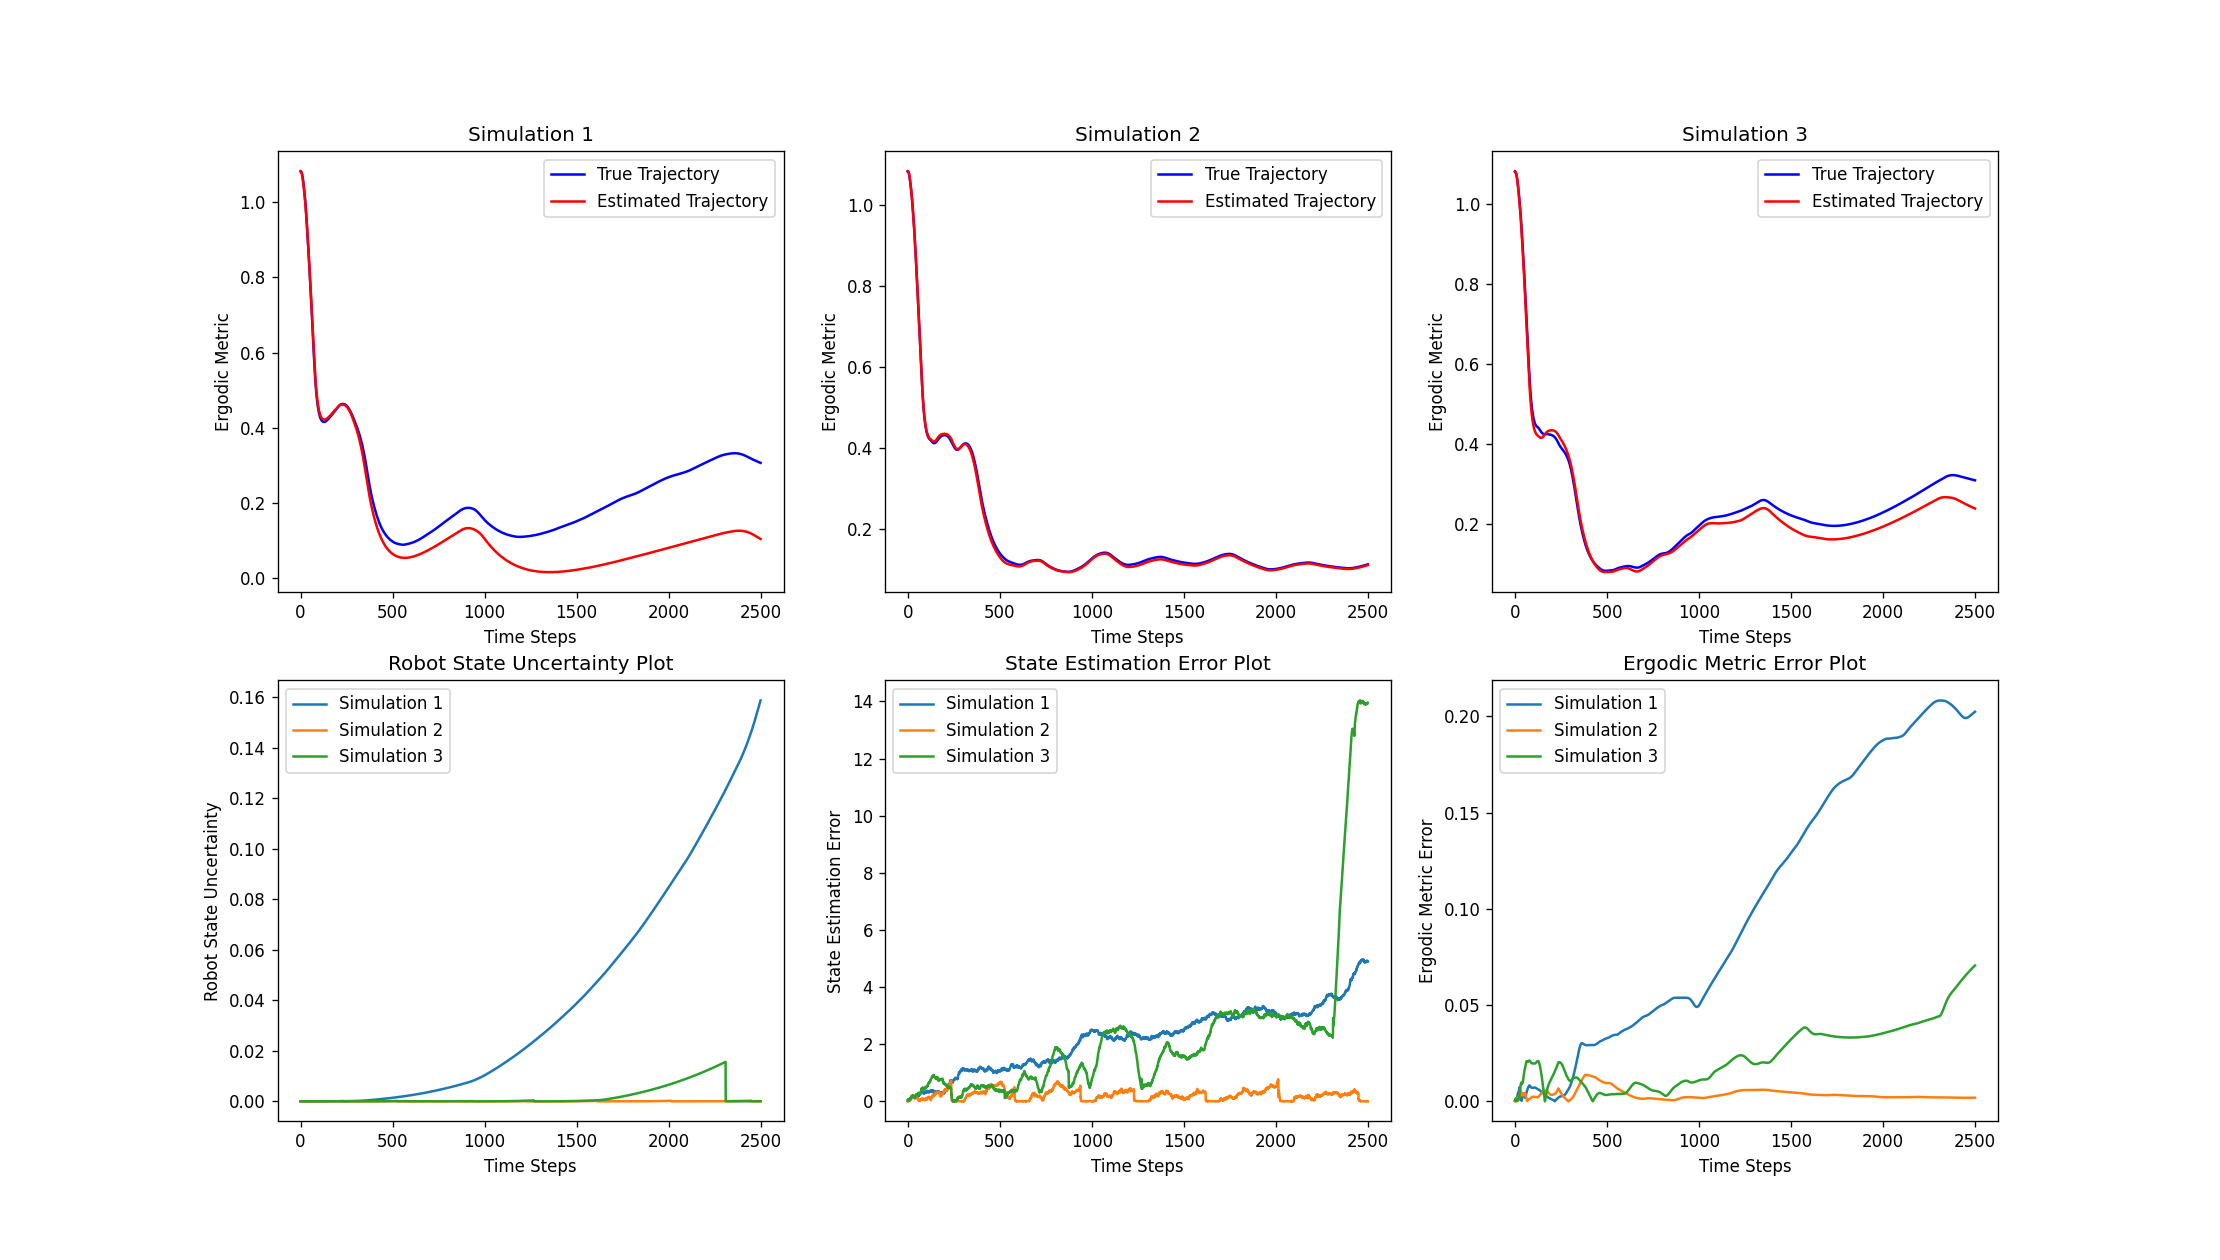 Simulation 1
Ergodic Metric
1.0
0.8
0.6
0.4
0.2
0.0
True Trajectory
Estimated Trajectory
0 500 1000 1500 2000 2500
Time Steps
Simulation 2
Ergodic Metric
1.0
0.8
0.6
0.4
0.2
True Trajectory
Estimated Trajectory
0 500 1000 1500 2000 2500
Time Steps
Simulation 3
Ergodic Metric
1.0
0.8
0.6
0.4
0.2
True Trajectory
Estimated Trajectory
0 500 1000 1500 2000 2500
Time Steps
Robot State Uncertainty Plot
Robot State Uncertainty
0.16
0.14
0.12
0.10
0.08
0.06
0.04
0.02
0.00
Simulation 1
Simulation 2
Simulation 3
0 500 1000 1500 2000 2500
Time Steps
State Estimation Error Plot
State Estimation Error
14
12
10
8
6
4
2
0
Simulation 1
Simulation 2
Simulation 3
0 500 1000 1500 2000 2500
Time Steps
Ergodic Metric Error Plot
Ergodic Metric Error
0.20
0.15
0.10
0.05
0.00
Simulation 1
Simulation 2
Simulation 3
0 500 1000 1500 2000 2500
Time Steps